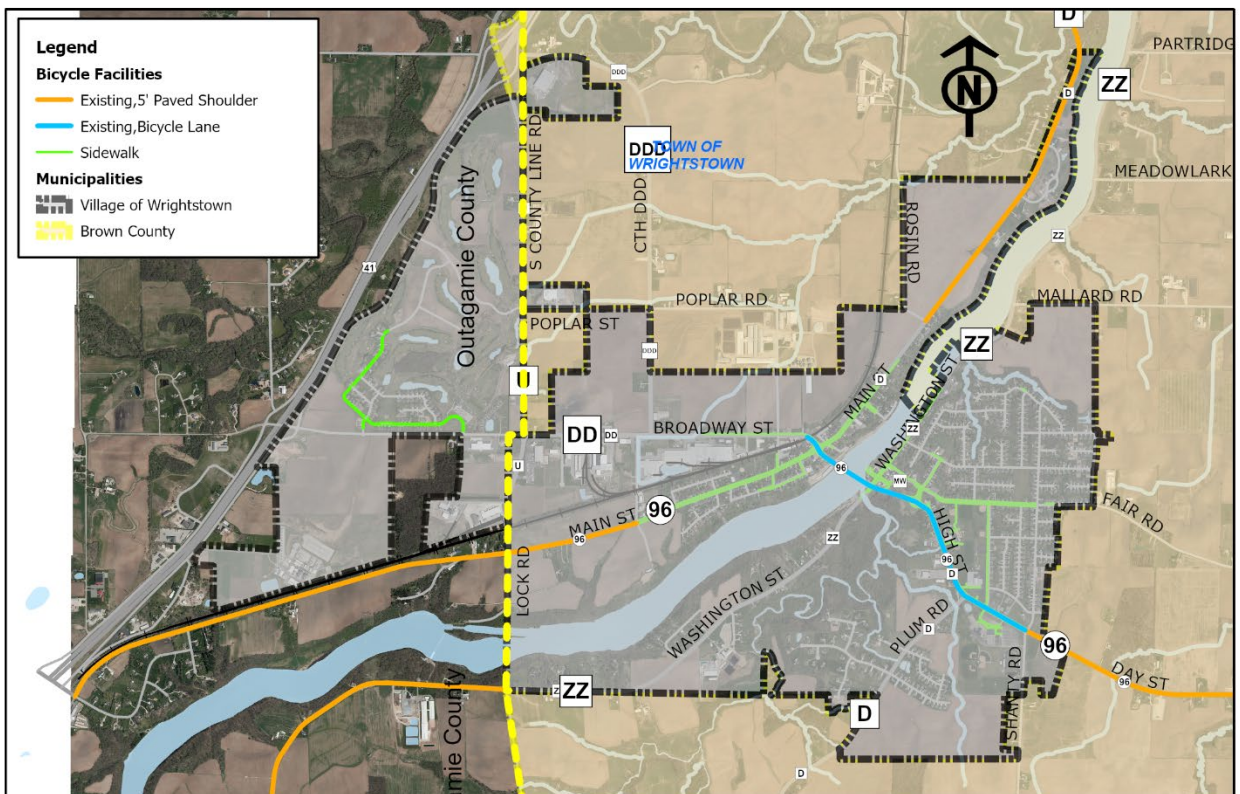 Legend
Bicycle Facilities
Existing,5' Paved Shoulder
Existing,Bicycle Lane
Sidewalk
Municipalities
Village of Wrightstown
Brown County
D
PARTRIDG
ZZ
N
D
DDD
S COUNTY LINE RD
DDD
TOWN OF
WRIGHTSTOWN
MEADOWLARK
CTH DDD
ROSIN RD
ZZ
41
Outagamie County
POPLAR RD
MALLARD RD
POPLAR ST
DDD
ZZ
U
MAIN ST
D
WASHINGTON ST
ZZ
BROADWAY ST
DD
DD
U
96
MW
96
MAIN ST
96
FAIR RD
HIGH ST
ZZ
96
D
LOCK RD
WASHINGTON ST
PLUM RD
D
96
DAY ST
96
SHANTY RD
ZZ
D
amie County
D